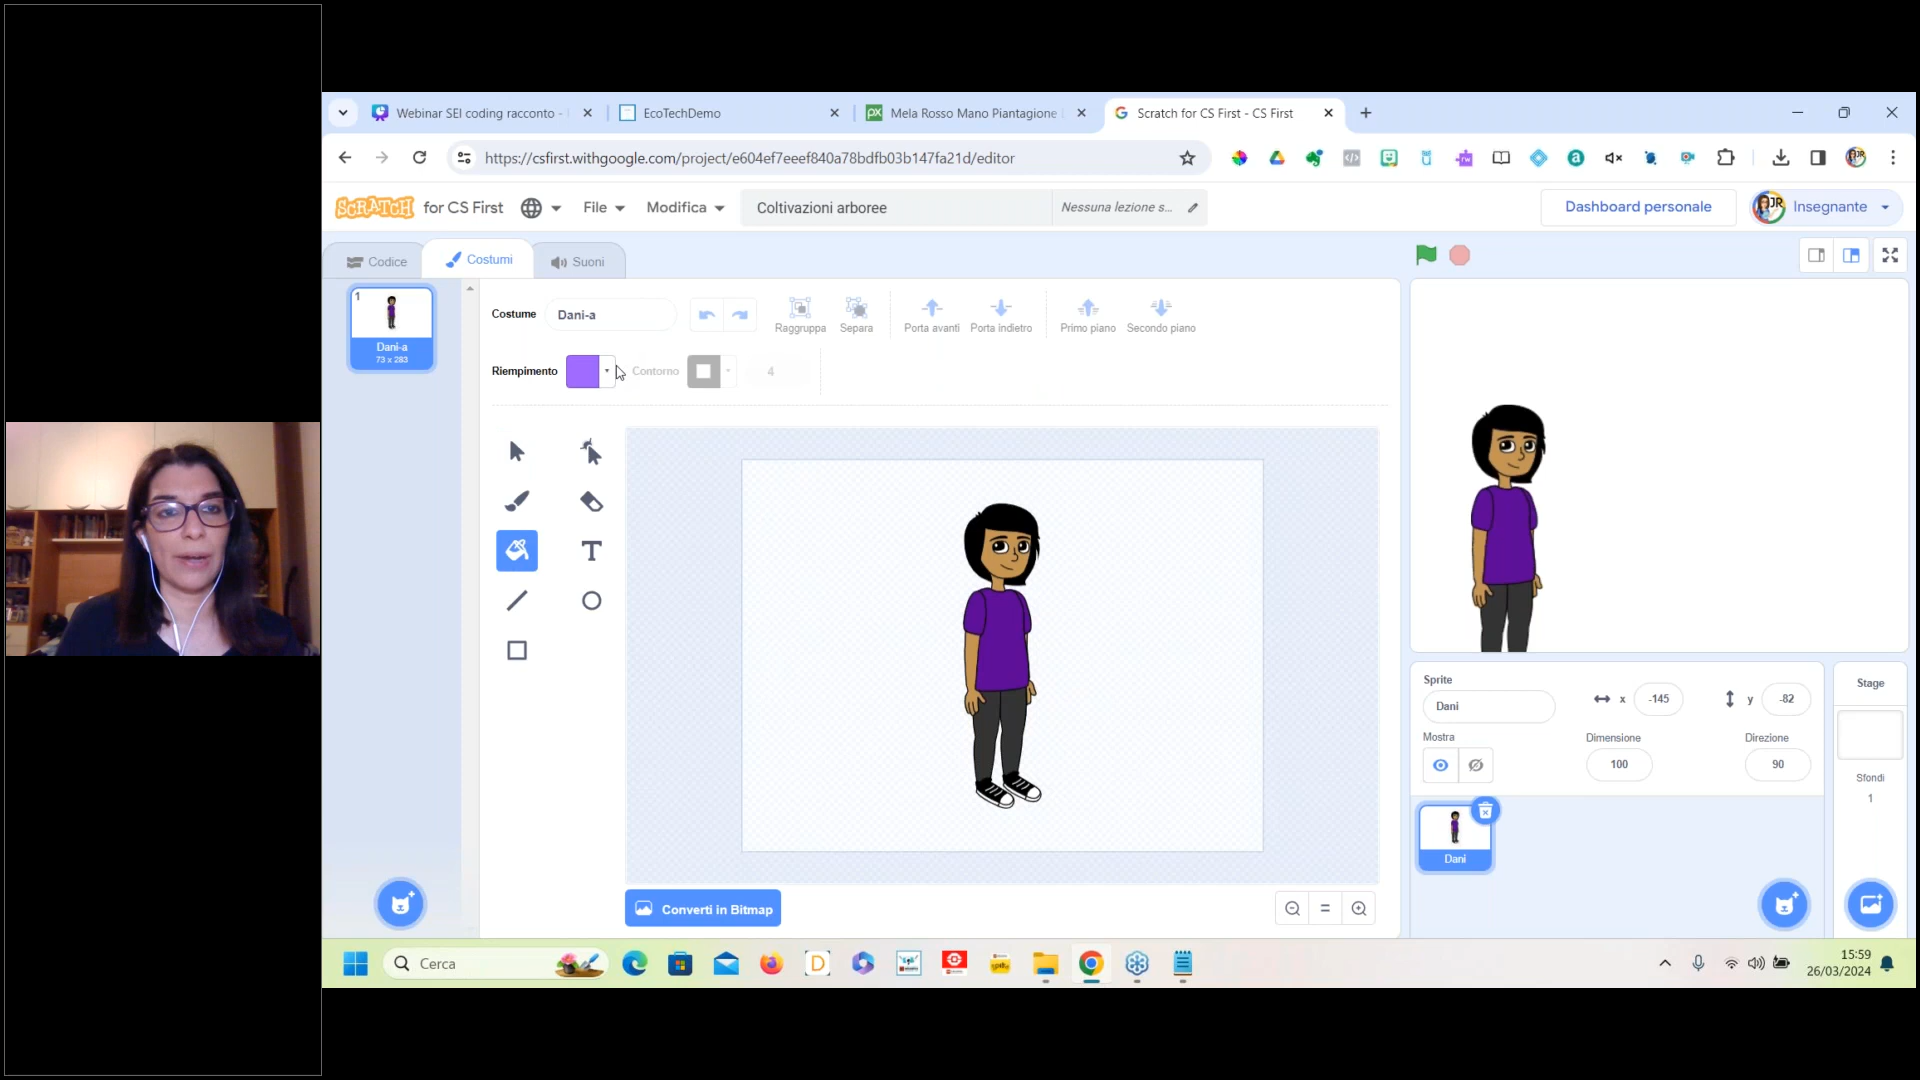 Webinar SEI coding racconto -
EcoTechDemo
Mela Rosso Mano Piantagione
Scratch for CS First - CS First
https://csfirst.withgoogle.com/project/e604ef7eeef840a78bdfb03b147fa21d/editor
SCRATCH for CS First
File
Modifica
Coltivazioni arboree
Nessuna lezione s...
Dashboard personale
JR
Insegnante
Codice
Costumi
Suoni
1
Dani-a
73 x 283
Costume
Dani-a
Raggruppa
Separa
Porta avanti
Porta indietro
Primo piano
Secondo piano
Riempimento
Contorno
4
T
Converti in Bitmap
Sprite
Dani
x
-145
y
-82
Mostra
Dimensione
100
Direzione
90
Dani
Stage
Sfondi
1
Cerca
15:59
26/03/2024